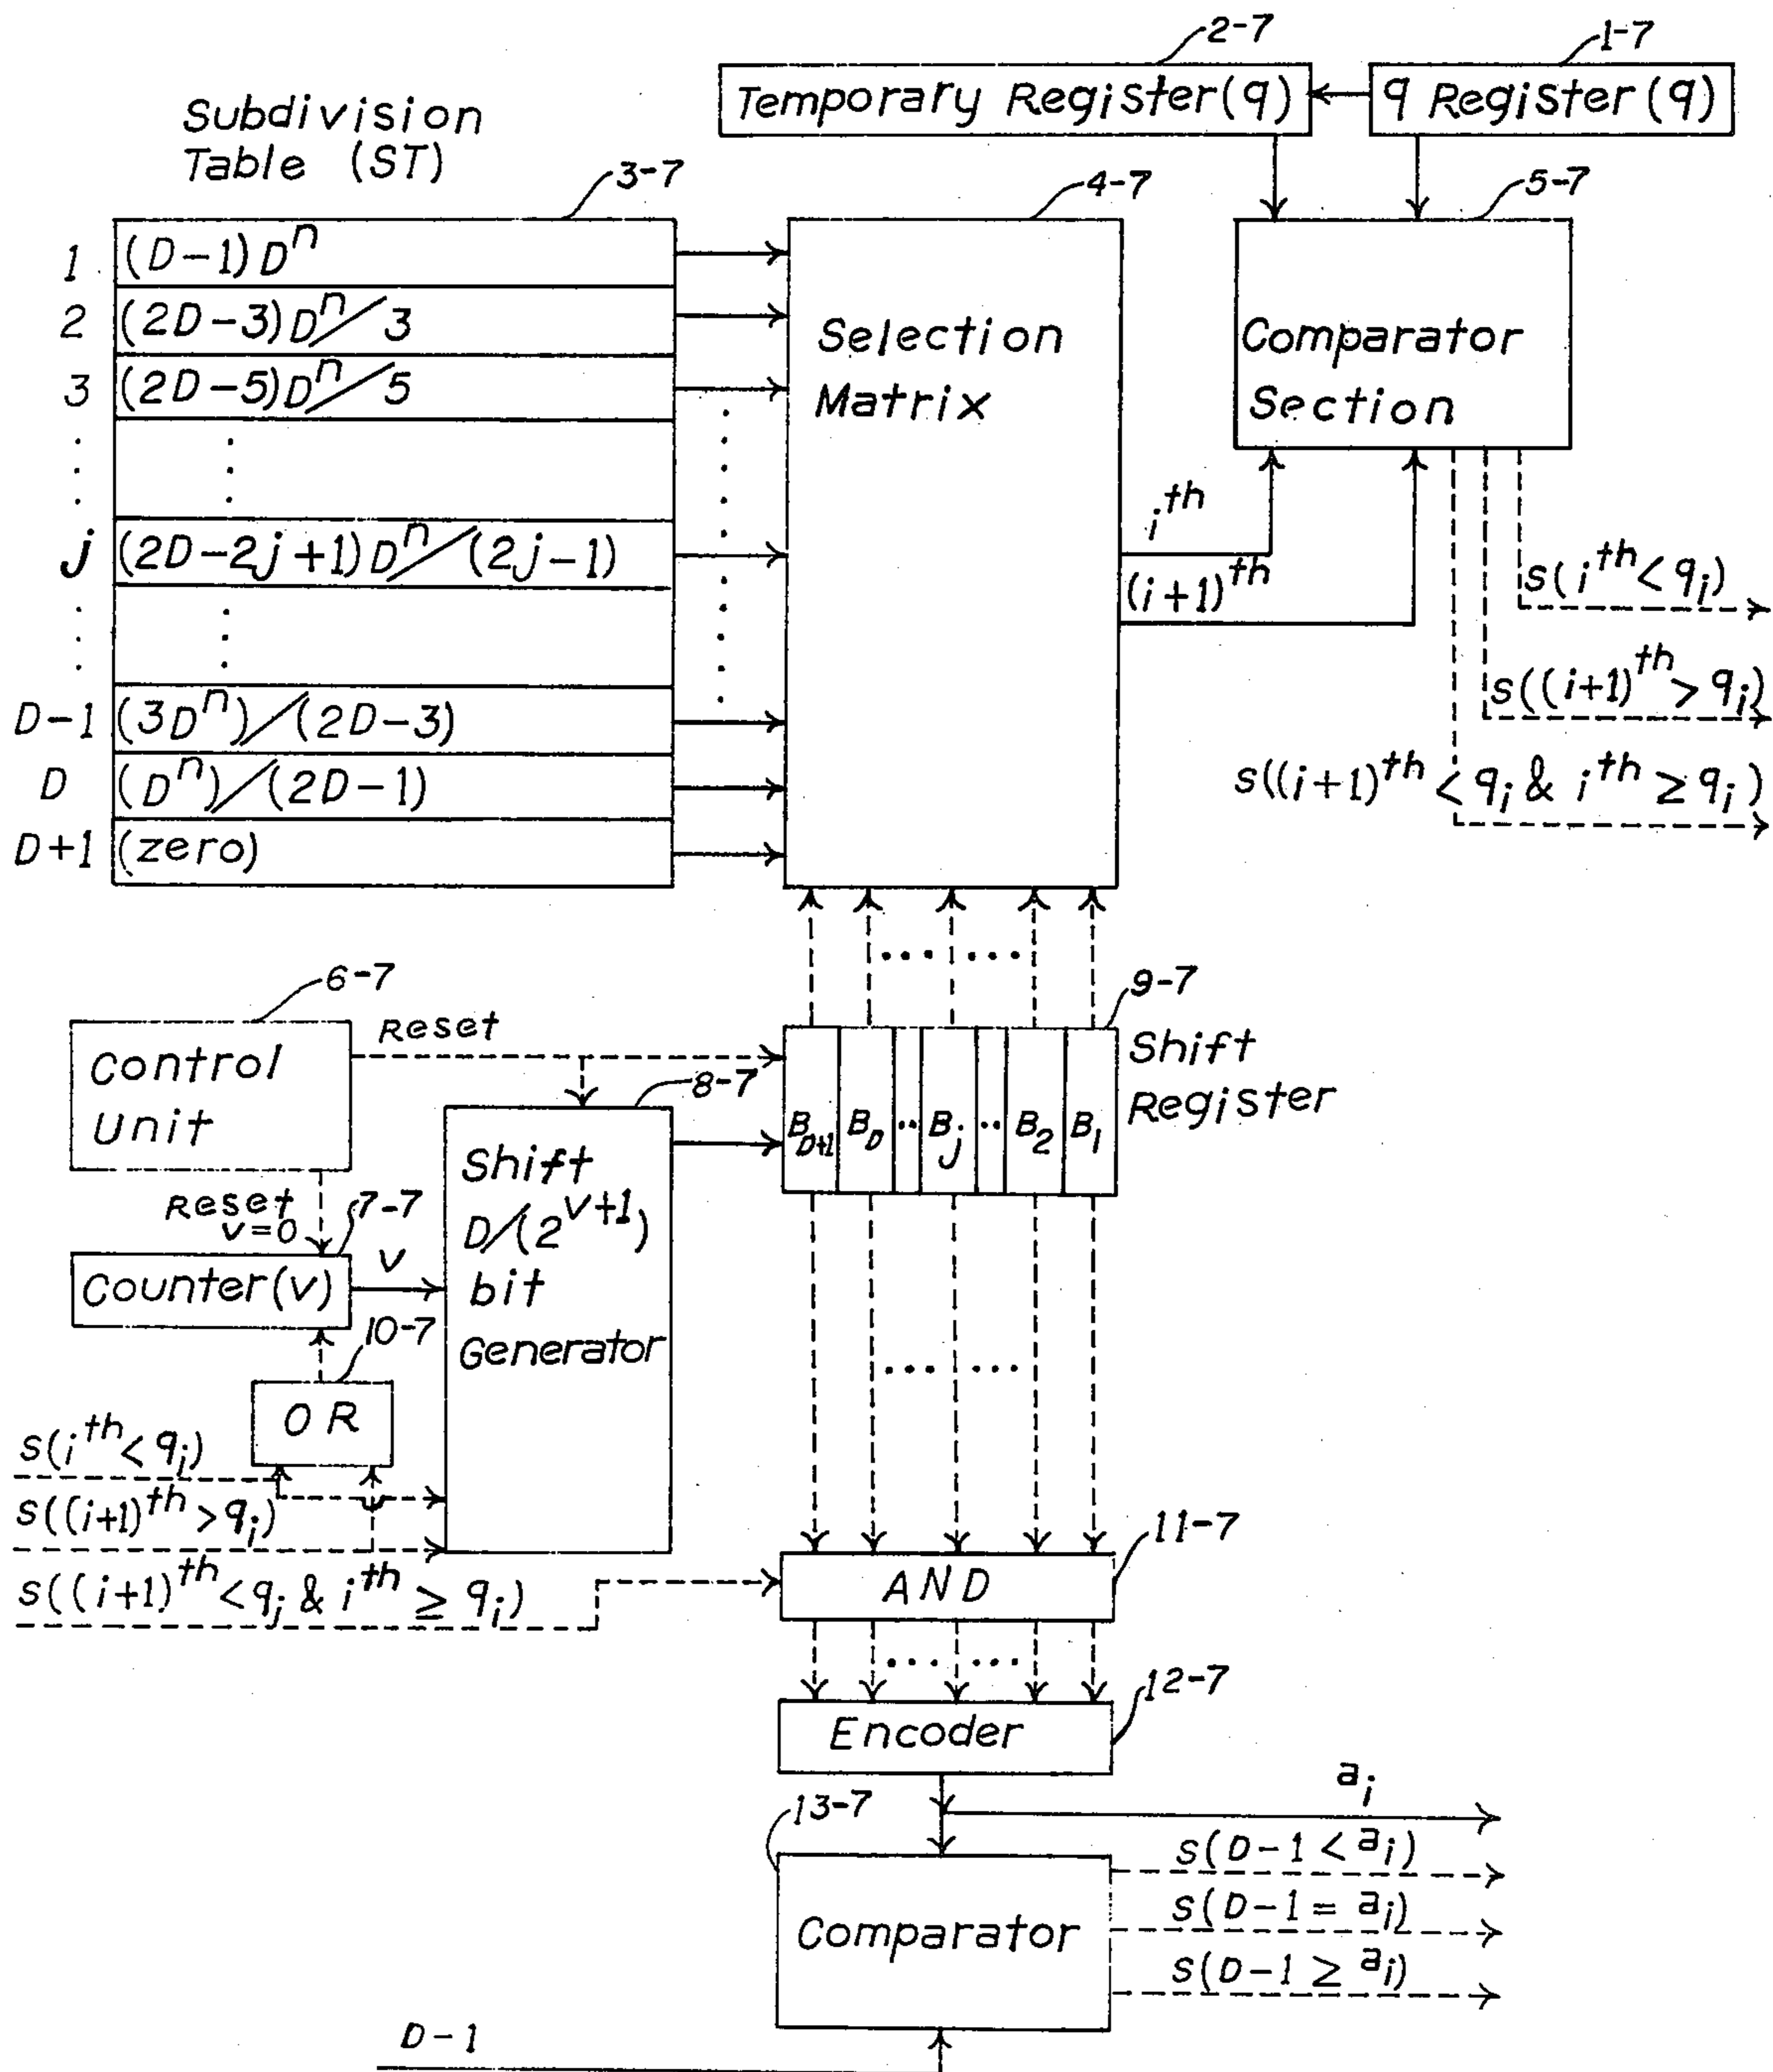 2-7
1-7
Temporary Register(q)
q Register(q)
Subdivision
Table (ST)
3-7
4-7
5-7
1 (D-1)D^n
2 (2D-3)D^n/3
3 (2D-5)D^n/5
j (2D-2j+1)D^n/(2j-1)
D-1 (3D^n)/(2D-3)
D (D^n)/(2D-1)
D+1 (zero)
Selection
Matrix
Comparator
Section
i^th
(i+1)^th
s(i^th < q_i)
s((i+1)^th > q_i)
s((i+1)^th < q_i & i^th ≥ q_i)
6-7
Control
Unit
Reset
9-7
B_D+1 B_D .. B_j .. B_2 B_1
Shift
Register
8-7
Shift
D/(2^v+1)
bit
Generator
Reset
v=0
7-7
Counter(v)
v
10-7
OR
s(i^th < q_i)
s((i+1)^th > q_i)
s((i+1)^th < q_i & i^th ≥ q_i)
11-7
AND
12-7
Encoder
a_i
13-7
Comparator
s(D-1 < a_i)
s(D-1 = a_i)
s(D-1 ≥ a_i)
D-1